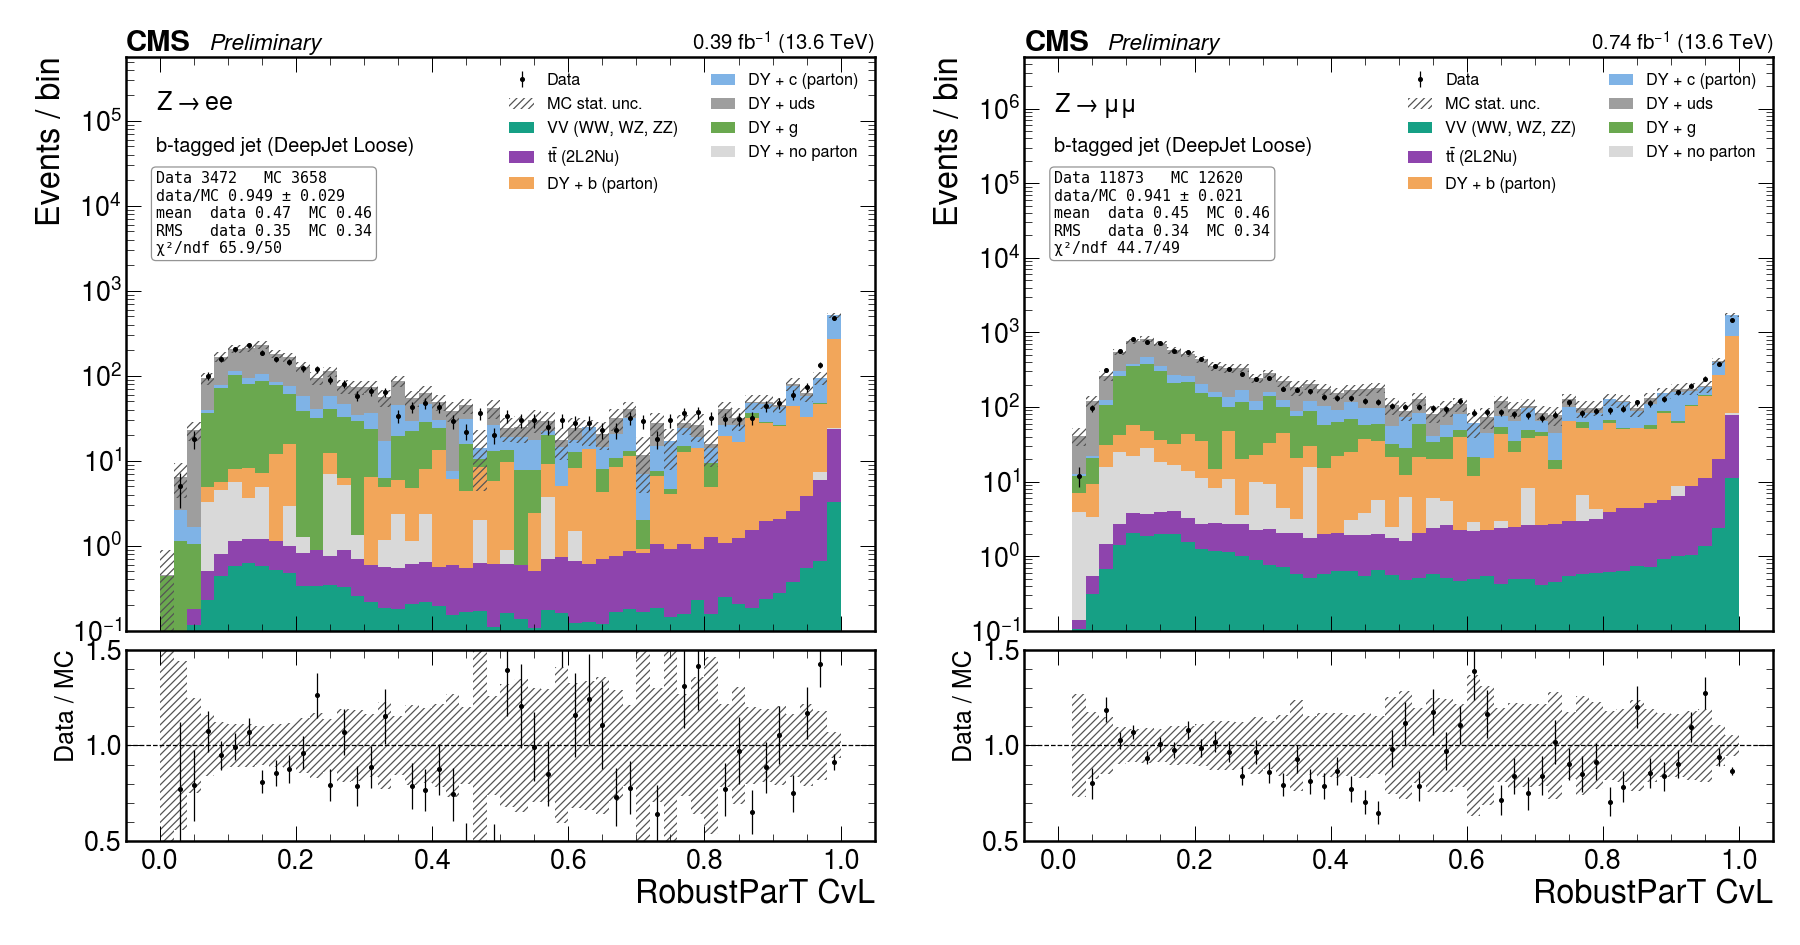 CMS Preliminary 0.39 fb⁻¹ (13.6 TeV)
Events / bin
Z → ee
b-tagged jet (DeepJet Loose)
Data 3472 MC 3658
data/MC 0.949 ± 0.029
mean data 0.47 MC 0.46
RMS data 0.35 MC 0.34
χ²/ndf 65.9/50
Data
MC stat. unc.
VV (WW, WZ, ZZ)
tt̄ (2L2Nu)
DY + b (parton)
DY + c (parton)
DY + uds
DY + g
DY + no parton
10⁵
10⁴
10³
10²
10¹
10⁰
10⁻¹
Data / MC
1.5
1.0
0.5
0.0 0.2 0.4 0.6 0.8 1.0
RobustParT CvL
CMS Preliminary 0.74 fb⁻¹ (13.6 TeV)
Events / bin
Z → μμ
b-tagged jet (DeepJet Loose)
Data 11873 MC 12620
data/MC 0.941 ± 0.021
mean data 0.45 MC 0.46
RMS data 0.34 MC 0.34
χ²/ndf 44.7/49
Data
MC stat. unc.
VV (WW, WZ, ZZ)
tt̄ (2L2Nu)
DY + b (parton)
DY + c (parton)
DY + uds
DY + g
DY + no parton
10⁶
10⁵
10⁴
10³
10²
10¹
10⁰
10⁻¹
Data / MC
1.5
1.0
0.5
0.0 0.2 0.4 0.6 0.8 1.0
RobustParT CvL